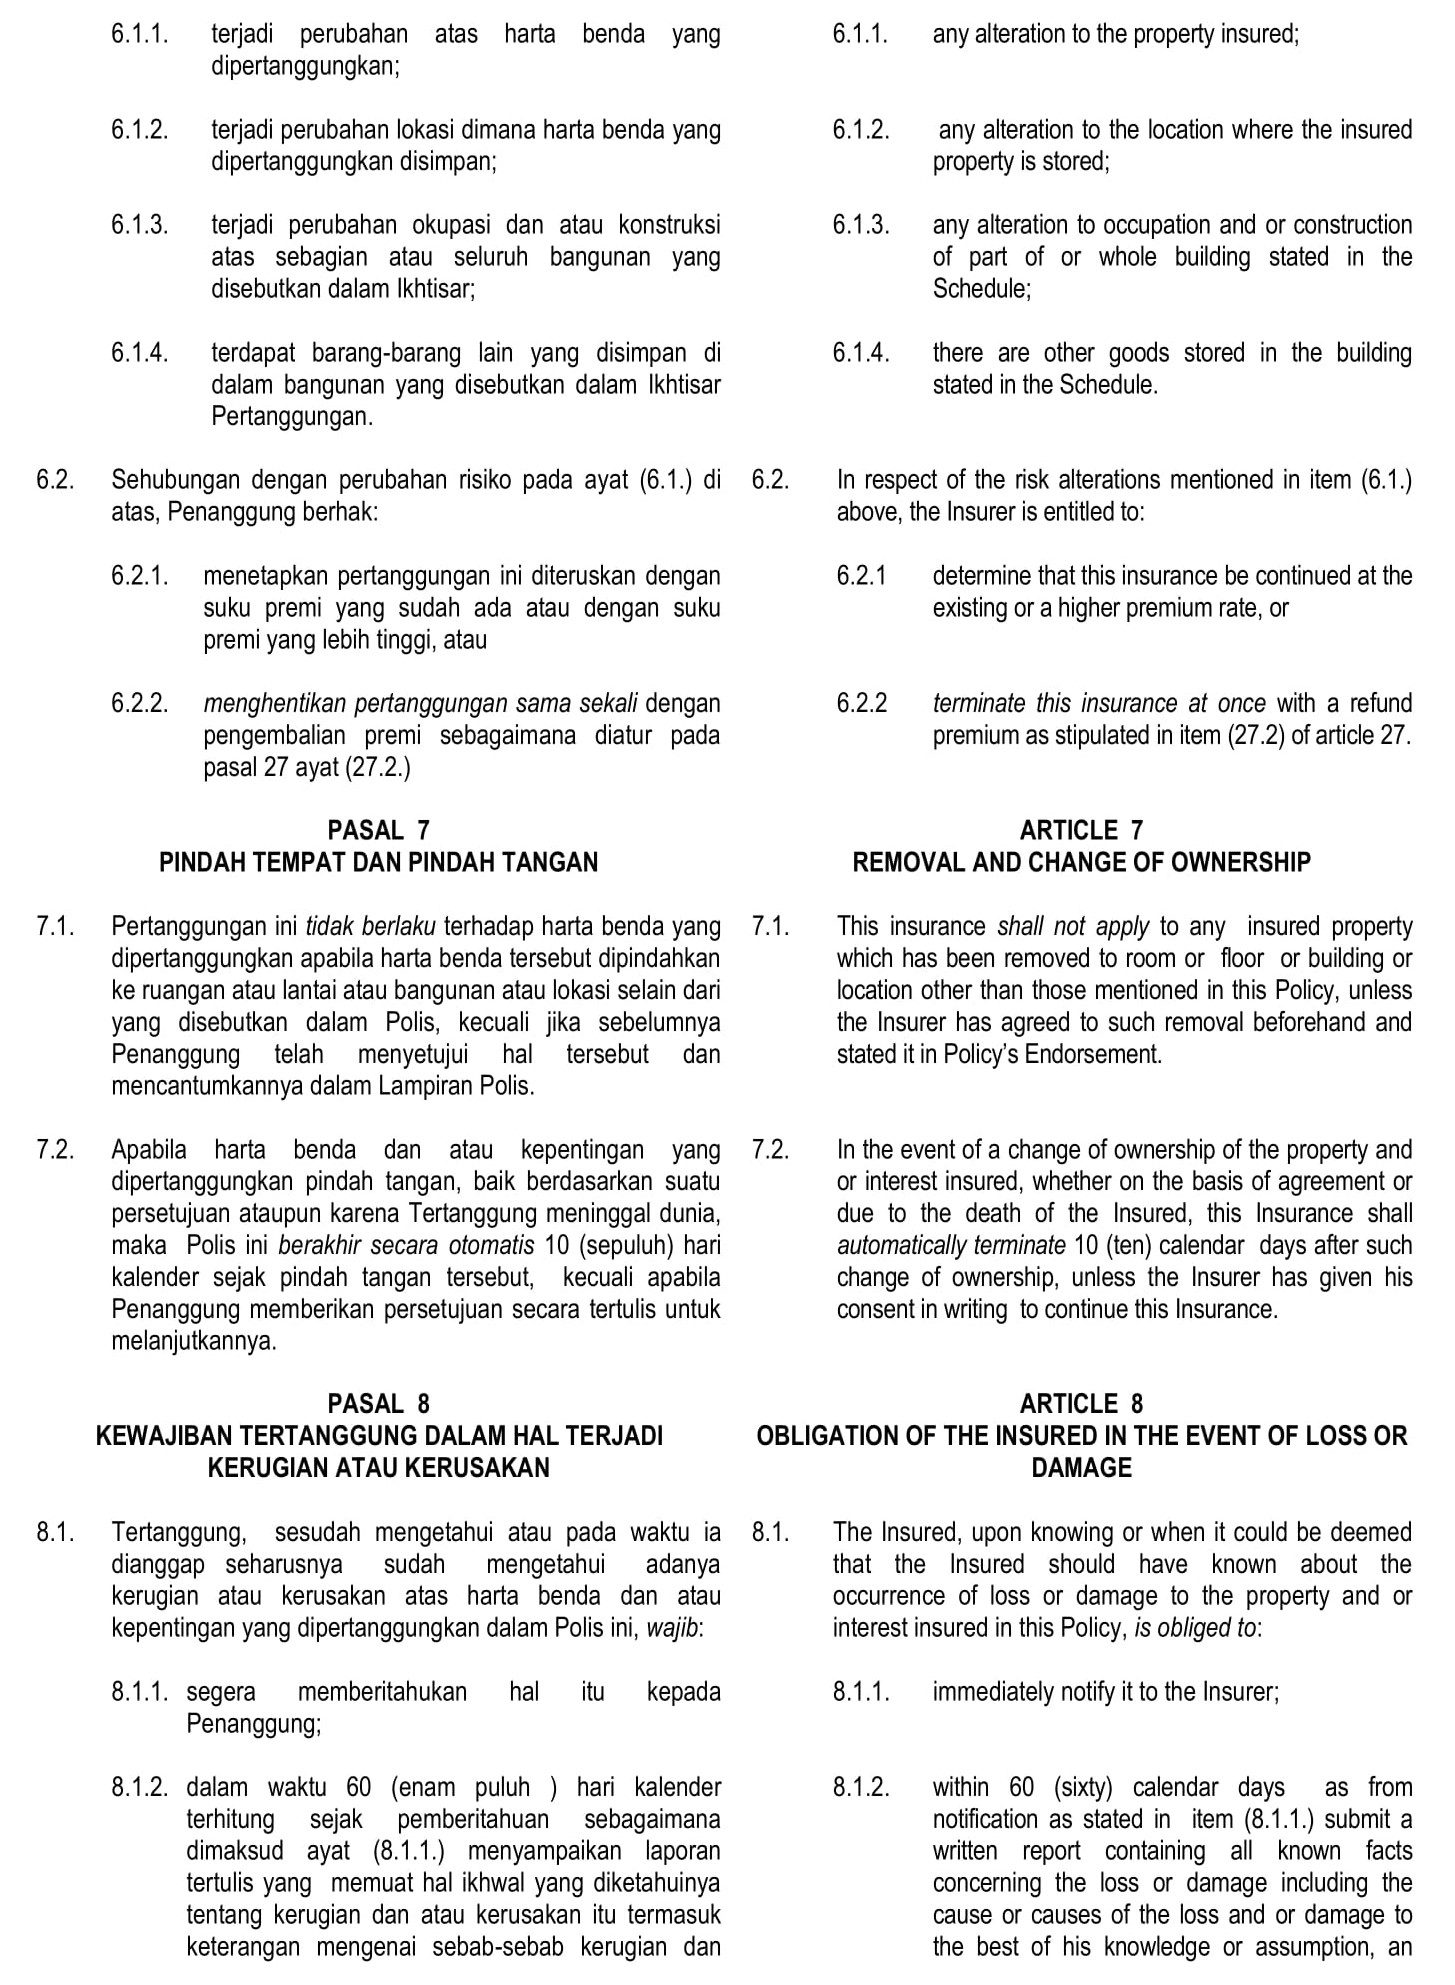 6.1.1. terjadi perubahan atas harta benda yang
dipertanggungkan;
6.1.2. terjadi perubahan lokasi dimana harta benda yang
dipertanggungkan disimpan;
6.1.3. terjadi perubahan okupasi dan atau konstruksi
atas sebagian atau seluruh bangunan yang
disebutkan dalam Ikhtisar;
6.1.4. terdapat barang-barang lain yang disimpan di
dalam bangunan yang disebutkan dalam Ikhtisar
Pertanggungan.
6.2. Sehubungan dengan perubahan risiko pada ayat (6.1.) di
atas, Penanggung berhak:
6.2.1. menetapkan pertanggungan ini diteruskan dengan
suku premi yang sudah ada atau dengan suku
premi yang lebih tinggi, atau
6.2.2. menghentikan pertanggungan sama sekali dengan
pengembalian premi sebagaimana diatur pada
pasal 27 ayat (27.2.)
PASAL 7
PINDAH TEMPAT DAN PINDAH TANGAN
7.1. Pertanggungan ini tidak berlaku terhadap harta benda yang
dipertanggungkan apabila harta benda tersebut dipindahkan
ke ruangan atau lantai atau bangunan atau lokasi selain dari
yang disebutkan dalam Polis, kecuali jika sebelumnya
Penanggung telah menyetujui hal tersebut dan
mencantumkannya dalam Lampiran Polis.
7.2. Apabila harta benda dan atau kepentingan yang
dipertanggungkan pindah tangan, baik berdasarkan suatu
persetujuan ataupun karena Tertanggung meninggal dunia,
maka Polis ini berakhir secara otomatis 10 (sepuluh) hari
kalender sejak pindah tangan tersebut, kecuali apabila
Penanggung memberikan persetujuan secara tertulis untuk
melanjutkannya.
PASAL 8
KEWAJIBAN TERTANGGUNG DALAM HAL TERJADI
KERUGIAN ATAU KERUSAKAN
8.1. Tertanggung, sesudah mengetahui atau pada waktu ia
dianggap seharusnya sudah mengetahui adanya
kerugian atau kerusakan atas harta benda dan atau
kepentingan yang dipertanggungkan dalam Polis ini, wajib:
8.1.1. segera memberitahukan hal itu kepada
Penanggung;
8.1.2. dalam waktu 60 (enam puluh ) hari kalender
terhitung sejak pemberitahuan sebagaimana
dimaksud ayat (8.1.1.) menyampaikan laporan
tertulis yang memuat hal ikhwal yang diketahuinya
tentang kerugian dan atau kerusakan itu termasuk
keterangan mengenai sebab-sebab kerugian dan
6.1.1. any alteration to the property insured;
6.1.2. any alteration to the location where the insured
property is stored;
6.1.3. any alteration to occupation and or construction
of part of or whole building stated in the
Schedule;
6.1.4. there are other goods stored in the building
stated in the Schedule.
6.2. In respect of the risk alterations mentioned in item (6.1.)
above, the Insurer is entitled to:
6.2.1 determine that this insurance be continued at the
existing or a higher premium rate, or
6.2.2 terminate this insurance at once with a refund
premium as stipulated in item (27.2) of article 27.
ARTICLE 7
REMOVAL AND CHANGE OF OWNERSHIP
7.1. This insurance shall not apply to any insured property
which has been removed to room or floor or building or
location other than those mentioned in this Policy, unless
the Insurer has agreed to such removal beforehand and
stated it in Policy's Endorsement.
7.2. In the event of a change of ownership of the property and
or interest insured, whether on the basis of agreement or
due to the death of the Insured, this Insurance shall
automatically terminate 10 (ten) calendar days after such
change of ownership, unless the Insurer has given his
consent in writing to continue this Insurance.
ARTICLE 8
OBLIGATION OF THE INSURED IN THE EVENT OF LOSS OR
DAMAGE
8.1. The Insured, upon knowing or when it could be deemed
that the Insured should have known about the
occurrence of loss or damage to the property and or
interest insured in this Policy, is obliged to:
8.1.1. immediately notify it to the Insurer;
8.1.2. within 60 (sixty) calendar days as from
notification as stated in item (8.1.1.) submit a
written report containing all known facts
concerning the loss or damage including the
cause or causes of the loss and or damage to
the best of his knowledge or assumption, an